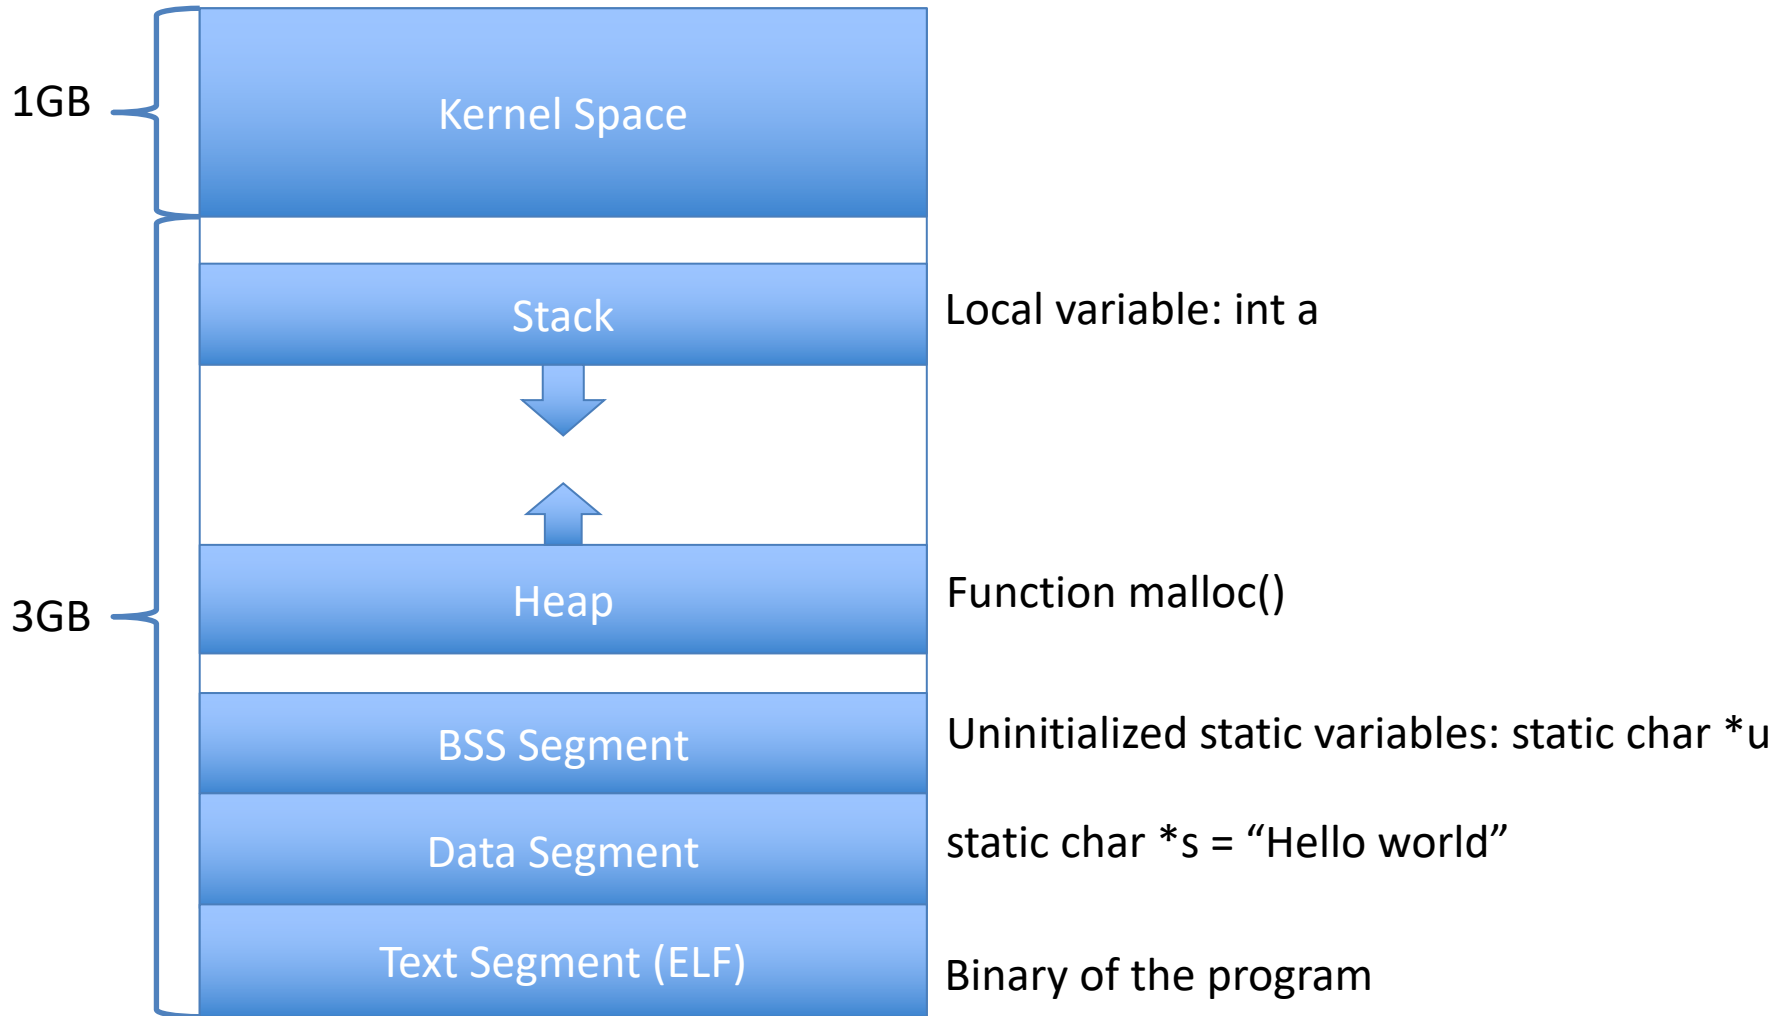 1GB
Kernel Space
Stack
Local variable: int a
Heap
Function malloc()
3GB
BSS Segment
Uninitialized static variables: static char *u
Data Segment
static char *s = “Hello world”
Text Segment (ELF)
Binary of the program